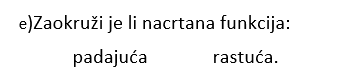 e)Zaokruži je li nacrtana funkcija:
padajuća rastuća.